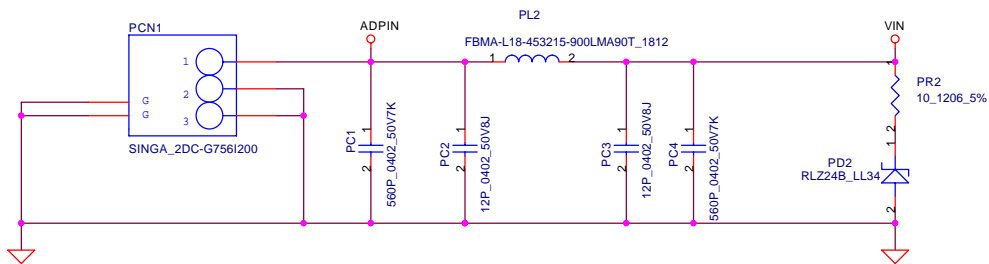 PCN1
ADPIN
PL2
VIN
FBMA-L18-453215-900LMA90T_1812
1
2
1
1
2
3
G
G
SINGA_2DC-G756I200
PR2
10_1206_5%
2
PC1
1
2
560P_0402_50V7K
PC2
1
2
12P_0402_50V8J
PC3
1
2
12P_0402_50V8J
PC4
1
2
560P_0402_50V7K
1
PD2
RLZ24B_LL34
2